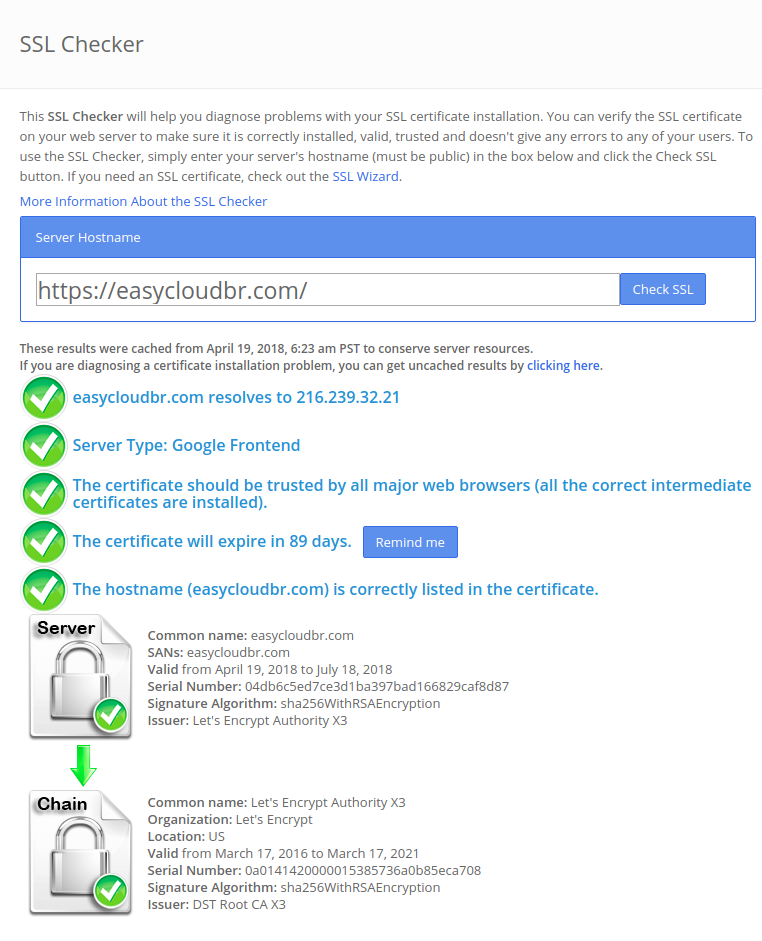 SSL Checker
This SSL Checker will help you diagnose problems with your SSL certificate installation. You can verify the SSL certificate
on your web server to make sure it is correctly installed, valid, trusted and doesn't give any errors to any of your users. To
use the SSL Checker, simply enter your server's hostname (must be public) in the box below and click the Check SSL
button. If you need an SSL certificate, check out the SSL Wizard.
More Information About the SSL Checker
Server Hostname
https://easycloudbr.com/ Check SSL
These results were cached from April 19, 2018, 6:23 am PST to conserve server resources.
If you are diagnosing a certificate installation problem, you can get uncached results by clicking here.
easycloudbr.com resolves to 216.239.32.21
Server Type: Google Frontend
The certificate should be trusted by all major web browsers (all the correct intermediate
certificates are installed).
The certificate will expire in 89 days. Remind me
The hostname (easycloudbr.com) is correctly listed in the certificate.
Server
Common name: easycloudbr.com
SANs: easycloudbr.com
Valid from April 19, 2018 to July 18, 2018
Serial Number: 04db6c5ed7ce3d1ba397bad166829caf8d87
Signature Algorithm: sha256WithRSAEncryption
Issuer: Let's Encrypt Authority X3
Chain
Common name: Let's Encrypt Authority X3
Organization: Let's Encrypt
Location: US
Valid from March 17, 2016 to March 17, 2021
Serial Number: 0a0141420000015385736a0b85eca708
Signature Algorithm: sha256WithRSAEncryption
Issuer: DST Root CA X3